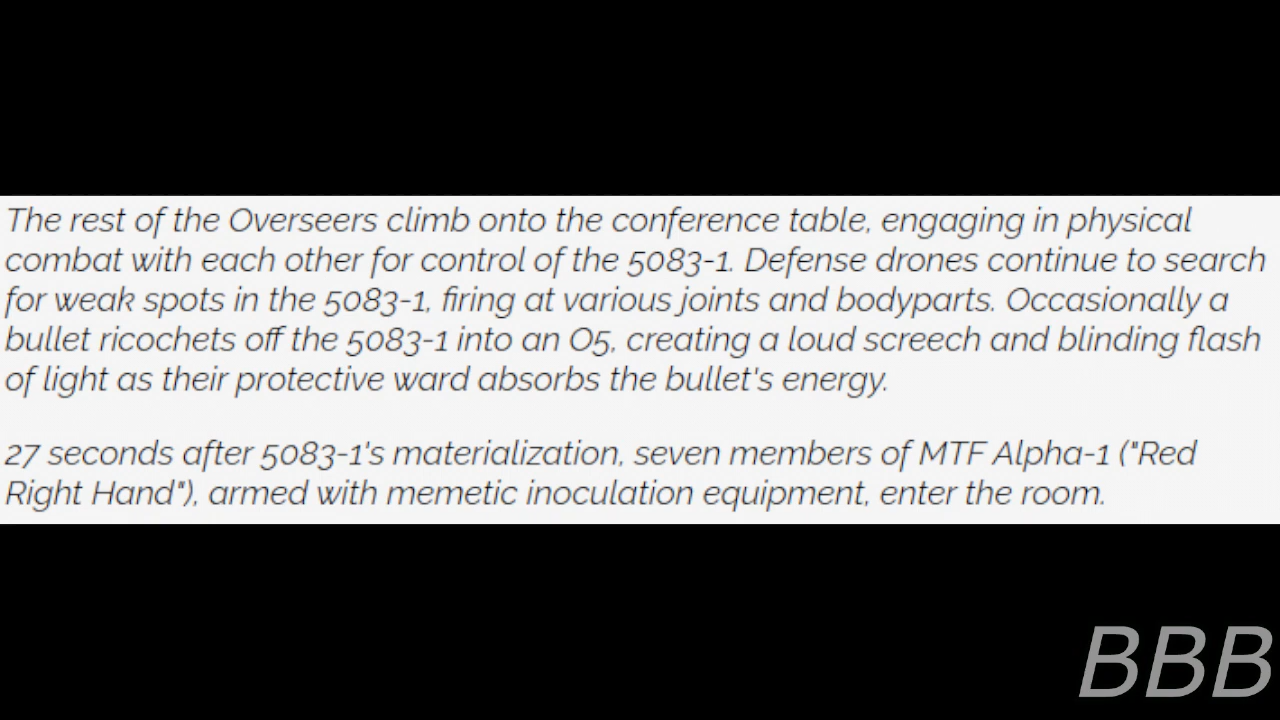 The rest of the Overseers climb onto the conference table, engaging in physical
combat with each other for control of the 5083-1. Defense drones continue to search
for weak spots in the 5083-1, firing at various joints and bodyparts. Occasionally a
bullet ricochets off the 5083-1 into an O5, creating a loud screech and blinding flash
of light as their protective ward absorbs the bullet's energy.
27 seconds after 5083-1's materialization, seven members of MTF Alpha-1 ("Red
Right Hand"), armed with memetic inoculation equipment, enter the room.
BBB